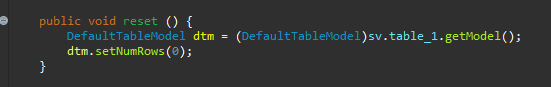 public void reset () {
DefaultTableModel dtm = (DefaultTableModel)sv.table_1.getModel();
dtm.setNumRows(0);
}